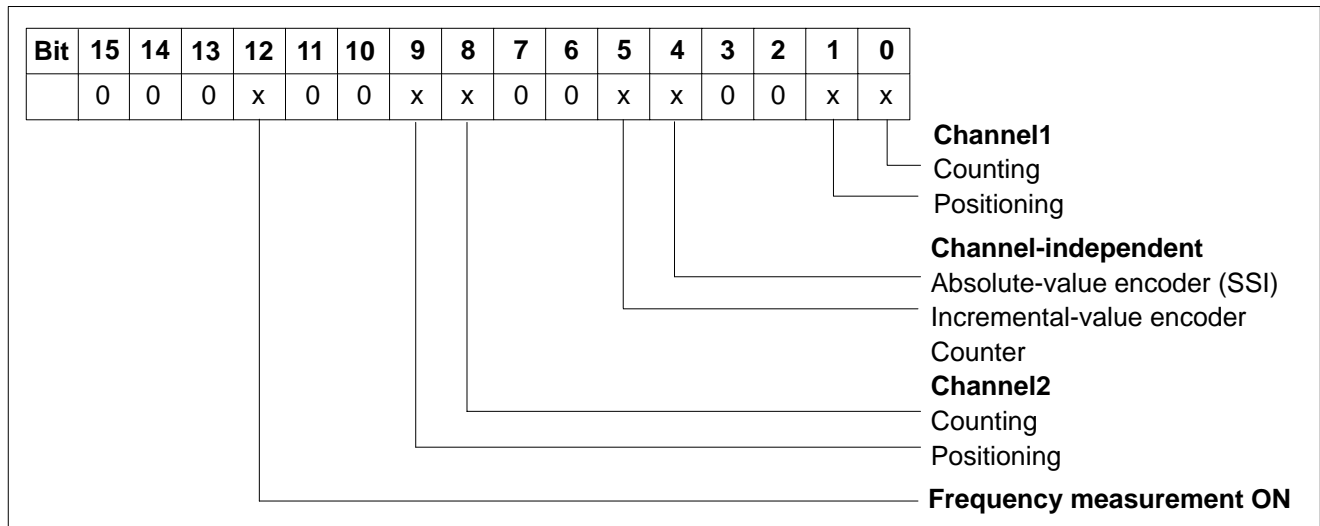 Bit 15 14 13 12 11 10 9 8 7 6 5 4 3 2 1 0
0 0 0 x 0 0 x x 0 0 x x 0 0 x x
Channel1
Counting
Positioning
Channel-independent
Absolute-value encoder (SSI)
Incremental-value encoder
Counter
Channel2
Counting
Positioning
Frequency measurement ON